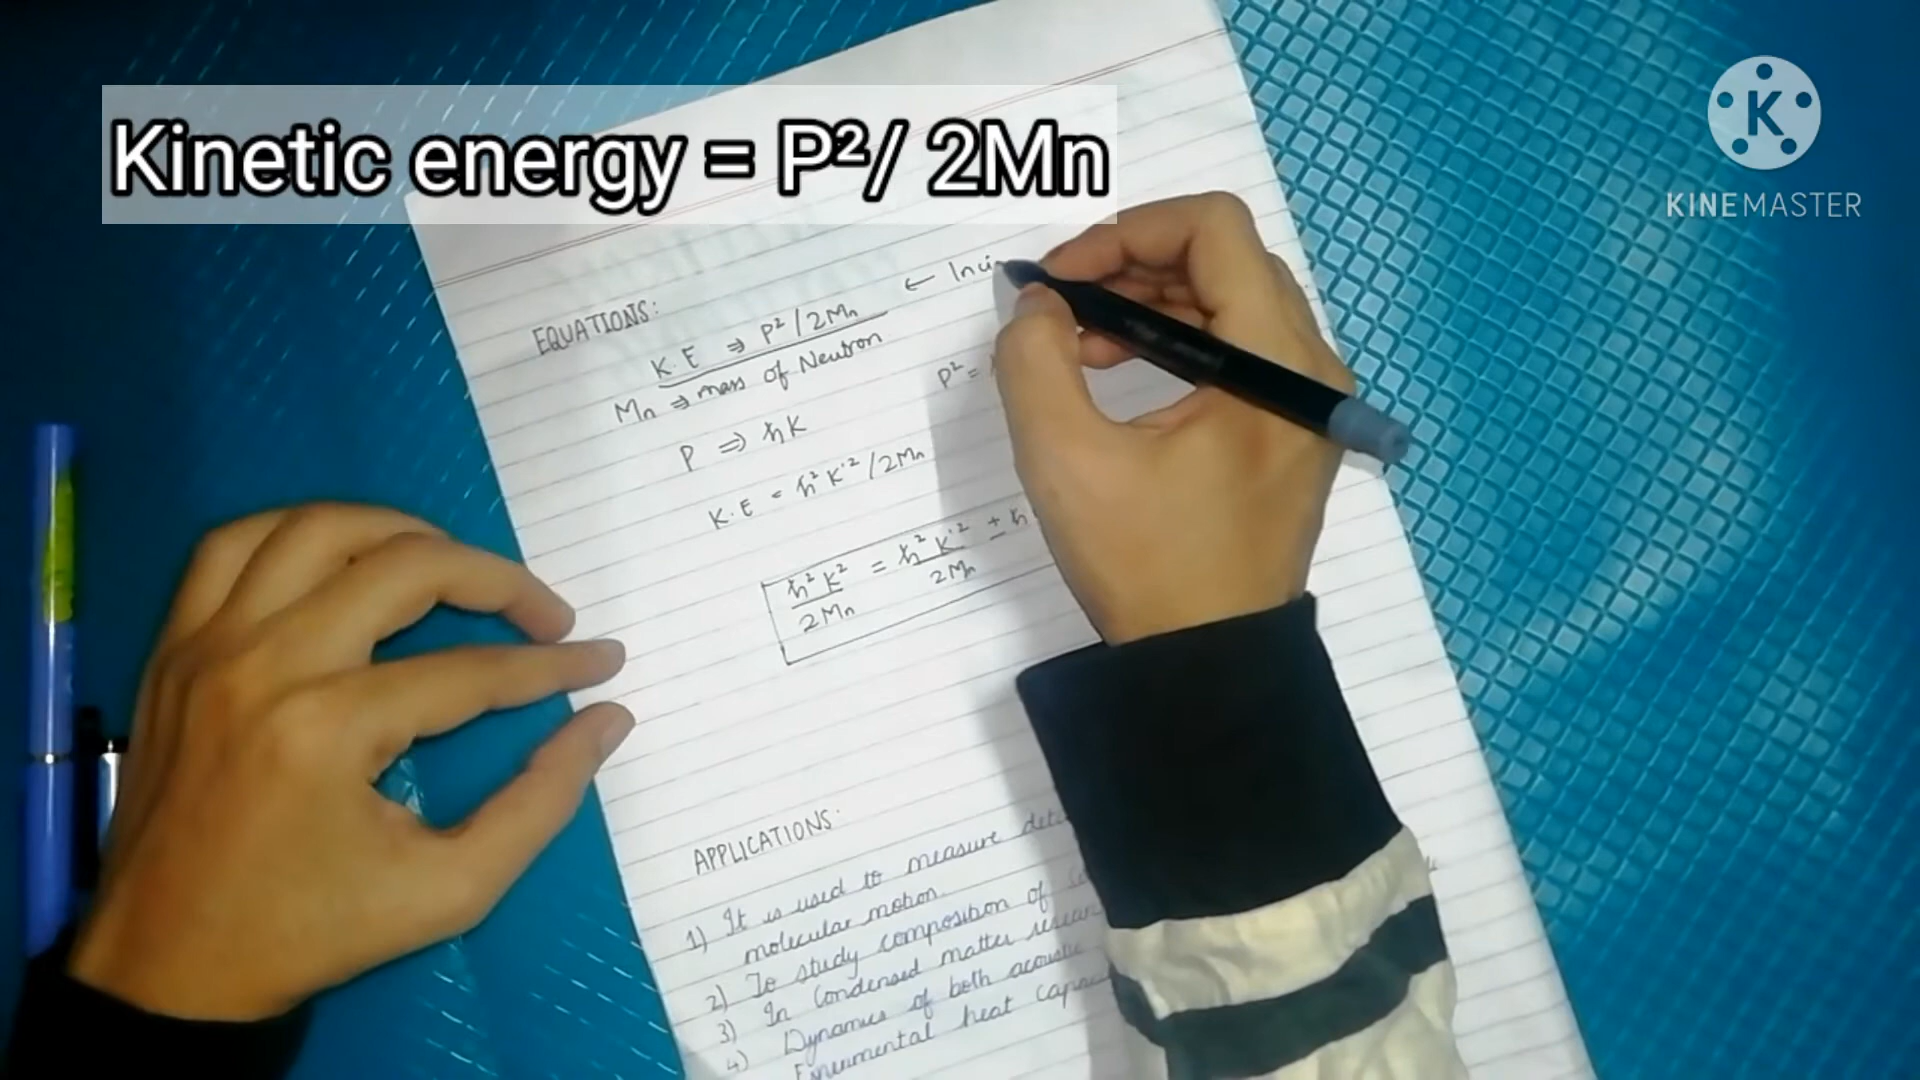 Kinetic energy = P²/ 2Mn
KINEMASTER
EQUATIONS:
K.E ⇒ P² / 2Mn ← Inci
Mn ⇒ mass of Neutron
P ⇒ ℏK
P² =
K.E = ℏ²K'² / 2Mn
ℏ²K² / 2Mn = ℏ²K'² / 2Mn ± ℏ
APPLICATIONS:
1) It is used to measure
molecular motion.
2) To study composition of
3) In Condensed matter
4) Dynamics of both acoustic
heat